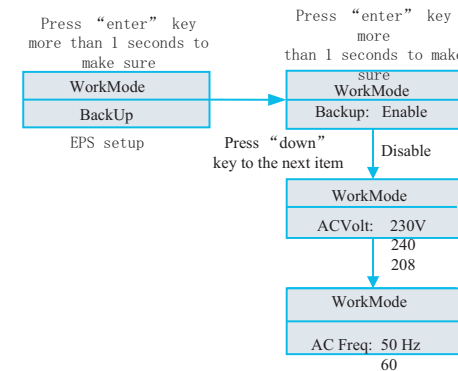 Press “enter” key
more than 1 seconds to
make sure
WorkMode
BackUp
EPS setup
Press “enter” key
more
than 1 seconds to make
sure
WorkMode
Backup: Enable
Press “down”
key to the next item
Disable
WorkMode
ACVolt: 230V
240
208
WorkMode
AC Freq: 50 Hz
60